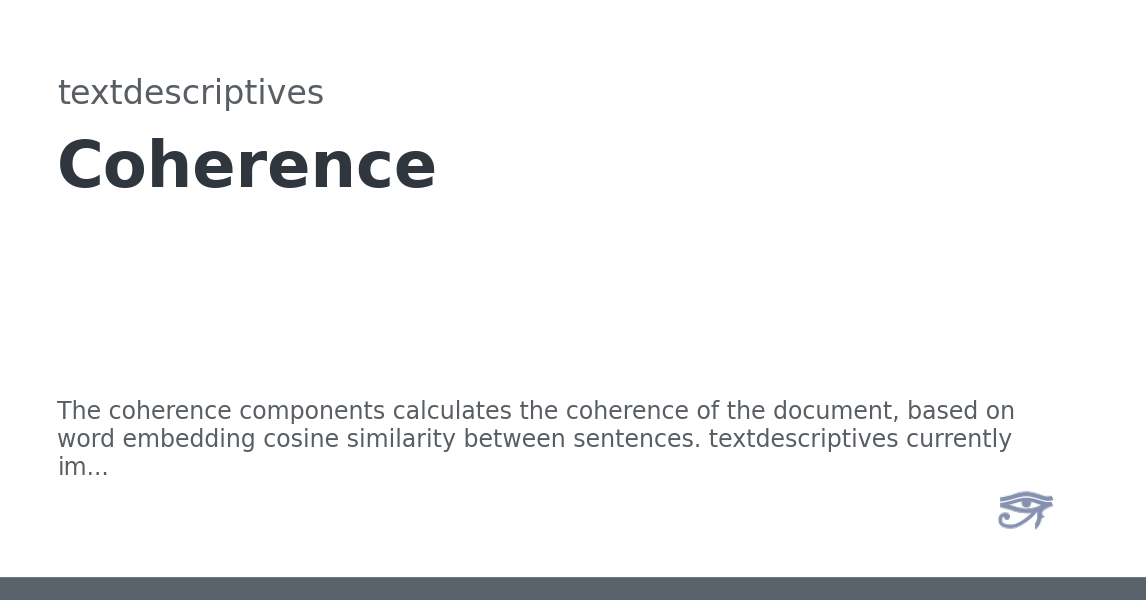 textdescriptives
Coherence
The coherence components calculates the coherence of the document, based on
word embedding cosine similarity between sentences. textdescriptives currently
im...